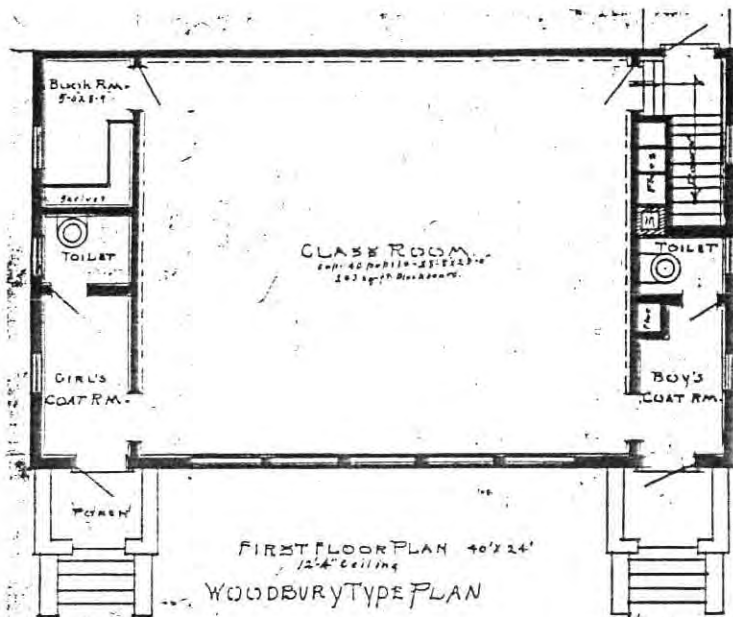 BOOK RM.
SHELVES
TOILET
GIRL'S
COAT RM.
PORCH
CLASS ROOM.
TOILET
BOY'S
COAT RM.
FIRST FLOOR PLAN 40'X 24'
12'-4" Ceiling
WOODBURY TYPE PLAN